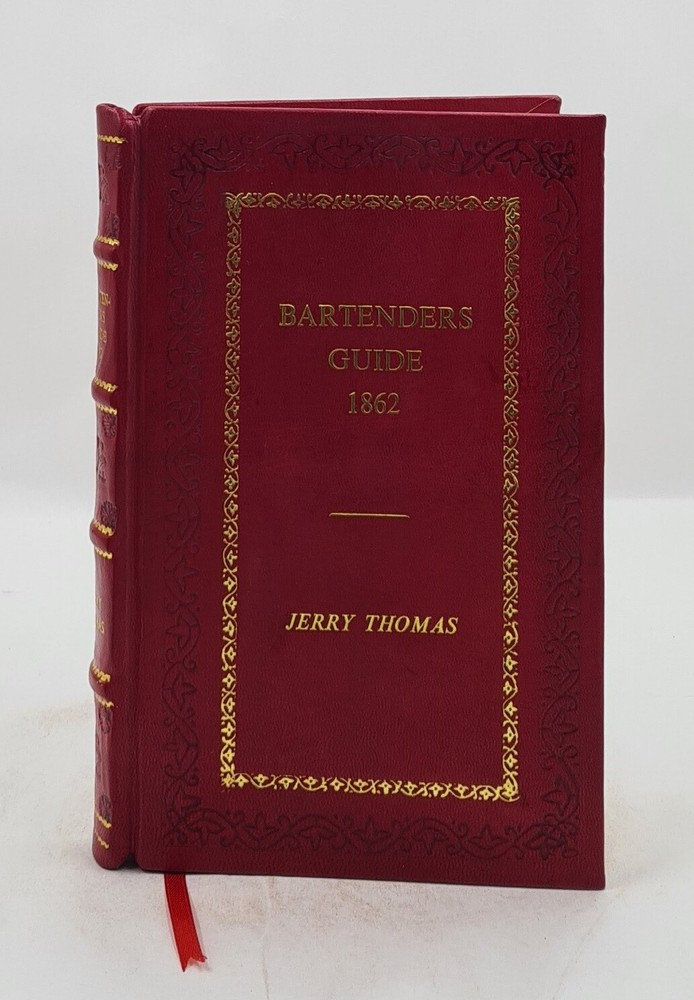 BARTENDERS
GUIDE
1862
JERRY THOMAS